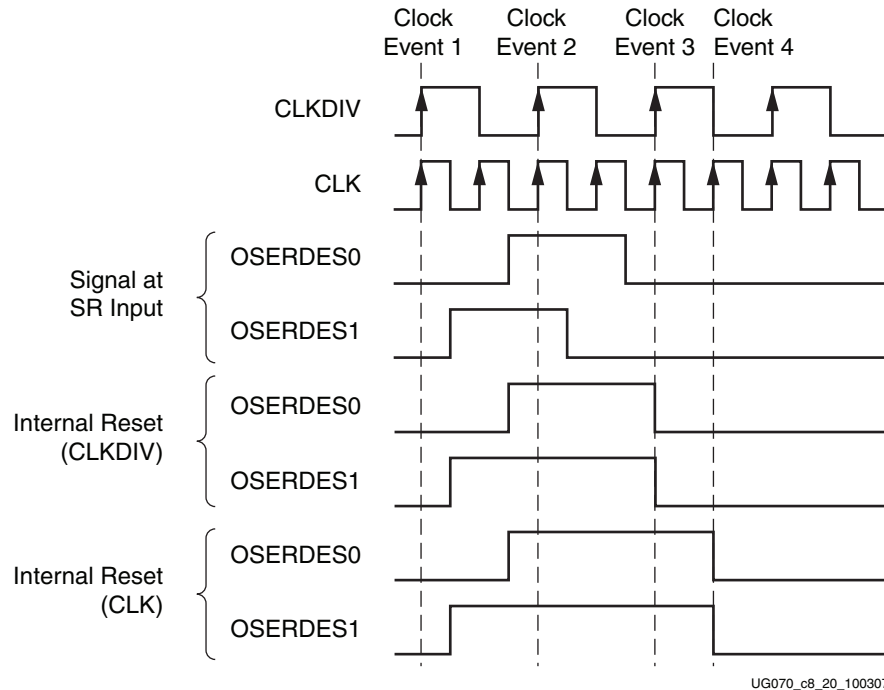 Clock Event 1
Clock Event 2
Clock Event 3
Clock Event 4
CLKDIV
CLK
Signal at
SR Input
OSERDES0
OSERDES1
Internal Reset
(CLKDIV)
OSERDES0
OSERDES1
Internal Reset
(CLK)
OSERDES0
OSERDES1
UG070_c8_20_100307